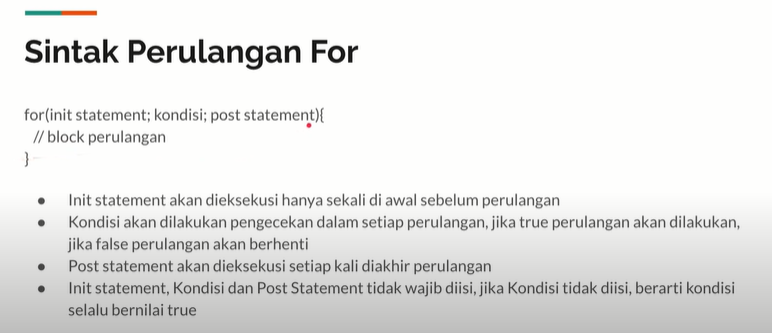 Sintak Perulangan For
for(init statement; kondisi; post statement){
// block perulangan
}
● Init statement akan dieksekusi hanya sekali di awal sebelum perulangan
● Kondisi akan dilakukan pengecekan dalam setiap perulangan, jika true perulangan akan dilakukan,
jika false perulangan akan berhenti
● Post statement akan dieksekusi setiap kali diakhir perulangan
● Init statement, Kondisi dan Post Statement tidak wajib diisi, jika Kondisi tidak diisi, berarti kondisi
selalu bernilai true